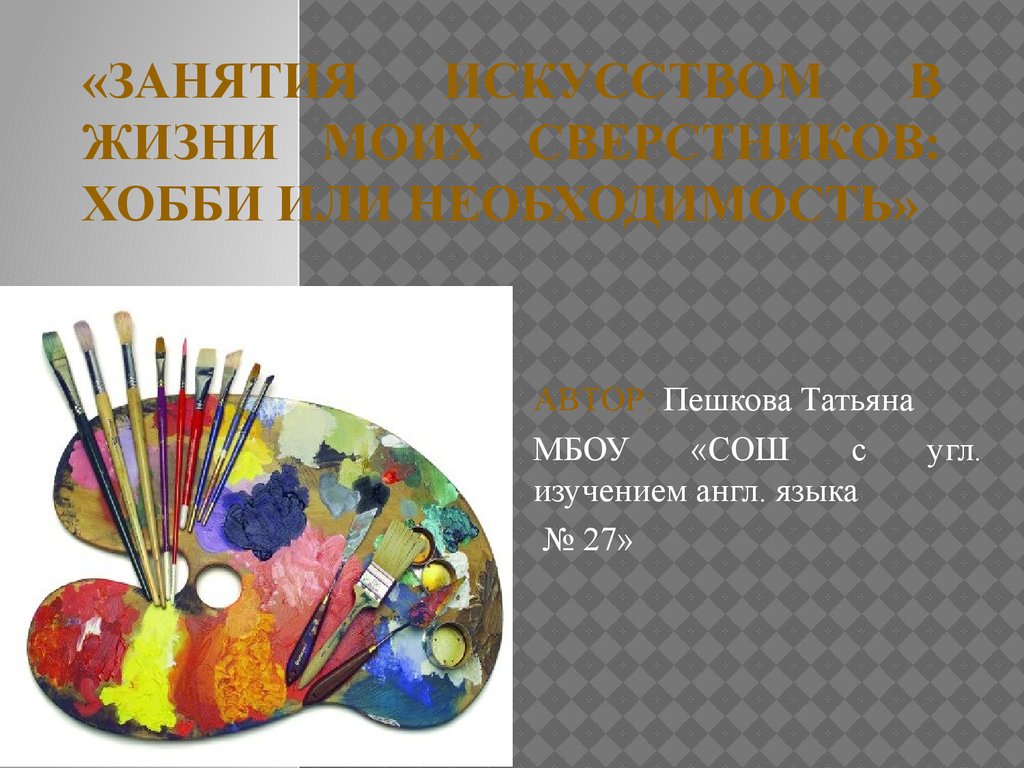 «ЗАНЯТИЯ ИСКУССТВОМ В
ЖИЗНИ МОИХ СВЕРСТНИКОВ:
ХОББИ ИЛИ НЕОБХОДИМОСТЬ»
АВТОР: Пешкова Татьяна
МБОУ «СОШ с угл.
изучением англ. языка
№ 27»